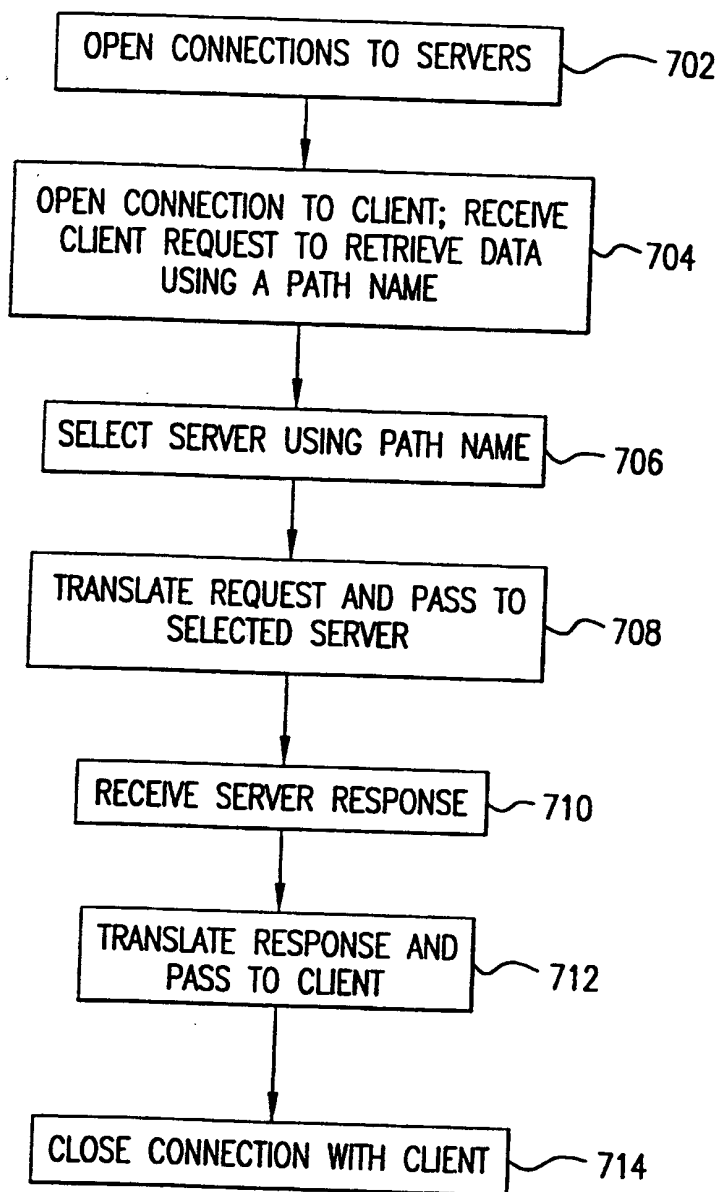 OPEN CONNECTIONS TO SERVERS
702
OPEN CONNECTION TO CLIENT; RECEIVE
CLIENT REQUEST TO RETRIEVE DATA
USING A PATH NAME
704
SELECT SERVER USING PATH NAME
706
TRANSLATE REQUEST AND PASS TO
SELECTED SERVER
708
RECEIVE SERVER RESPONSE
710
TRANSLATE RESPONSE AND
PASS TO CLIENT
712
CLOSE CONNECTION WITH CLIENT
714